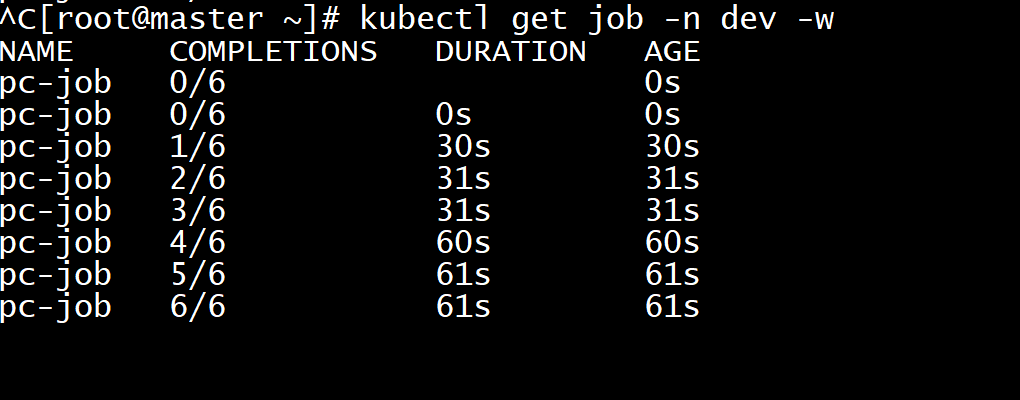 ^C[root@master ~]# kubectl get job -n dev -w
NAME COMPLETIONS DURATION AGE
pc-job 0/6 0s
pc-job 0/6 0s 0s
pc-job 1/6 30s 30s
pc-job 2/6 31s 31s
pc-job 3/6 31s 31s
pc-job 4/6 60s 60s
pc-job 5/6 61s 61s
pc-job 6/6 61s 61s